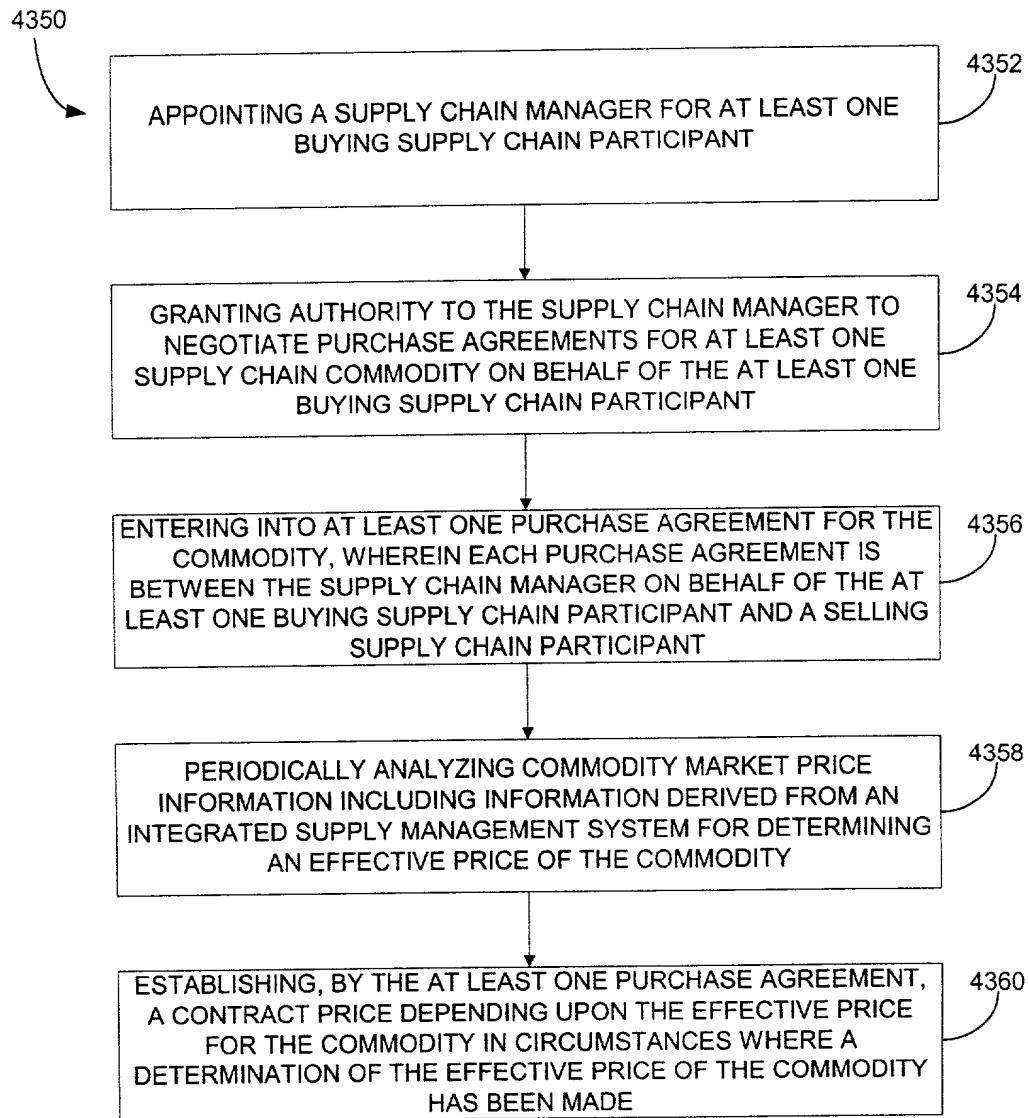 4350
4352
APPOINTING A SUPPLY CHAIN MANAGER FOR AT LEAST ONE
BUYING SUPPLY CHAIN PARTICIPANT
4354
GRANTING AUTHORITY TO THE SUPPLY CHAIN MANAGER TO
NEGOTIATE PURCHASE AGREEMENTS FOR AT LEAST ONE
SUPPLY CHAIN COMMODITY ON BEHALF OF THE AT LEAST ONE
BUYING SUPPLY CHAIN PARTICIPANT
4356
ENTERING INTO AT LEAST ONE PURCHASE AGREEMENT FOR THE
COMMODITY, WHEREIN EACH PURCHASE AGREEMENT IS
BETWEEN THE SUPPLY CHAIN MANAGER ON BEHALF OF THE AT
LEAST ONE BUYING SUPPLY CHAIN PARTICIPANT AND A SELLING
SUPPLY CHAIN PARTICIPANT
4358
PERIODICALLY ANALYZING COMMODITY MARKET PRICE
INFORMATION INCLUDING INFORMATION DERIVED FROM AN
INTEGRATED SUPPLY MANAGEMENT SYSTEM FOR DETERMINING
AN EFFECTIVE PRICE OF THE COMMODITY
4360
ESTABLISHING, BY THE AT LEAST ONE PURCHASE AGREEMENT,
A CONTRACT PRICE DEPENDING UPON THE EFFECTIVE PRICE
FOR THE COMMODITY IN CIRCUMSTANCES WHERE A
DETERMINATION OF THE EFFECTIVE PRICE OF THE COMMODITY
HAS BEEN MADE